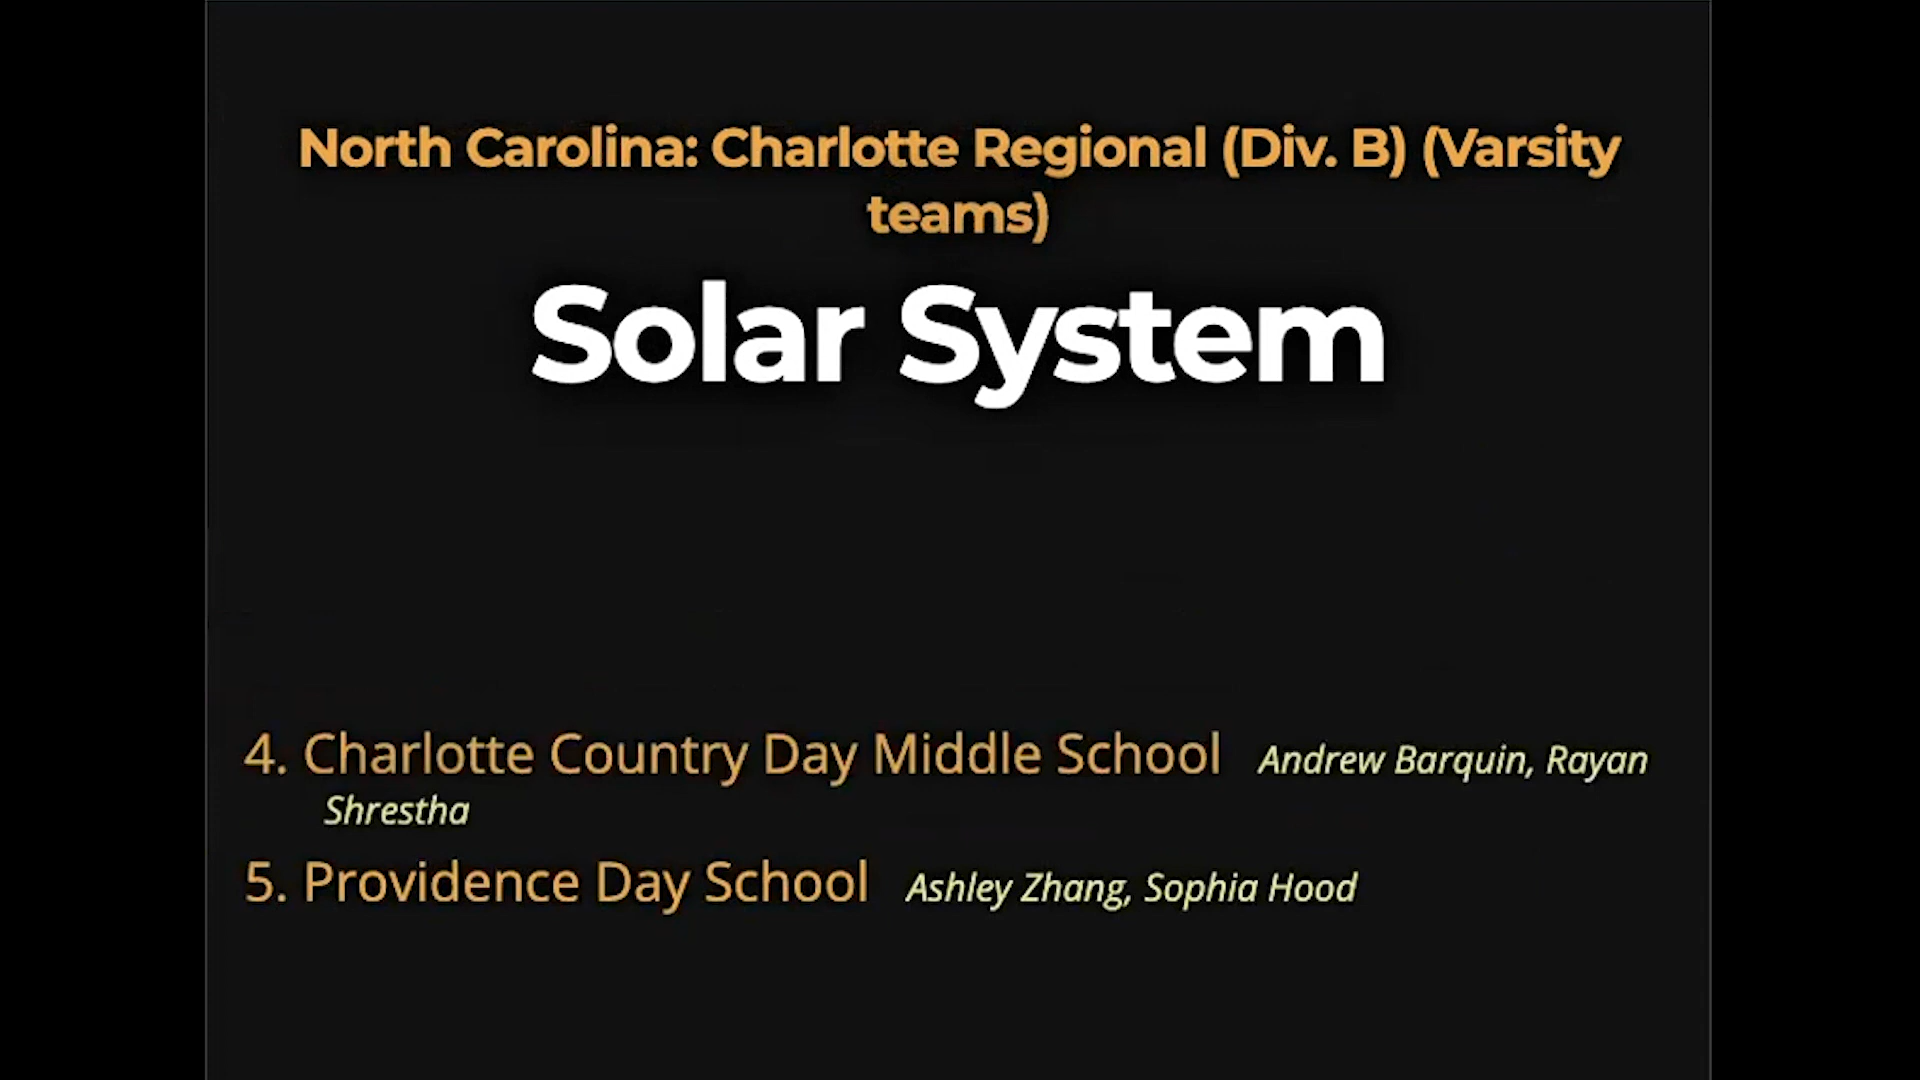 North Carolina: Charlotte Regional (Div. B) (Varsity
teams)
Solar System
4. Charlotte Country Day Middle School Andrew Barquin, Rayan
Shrestha
5. Providence Day School Ashley Zhang, Sophia Hood